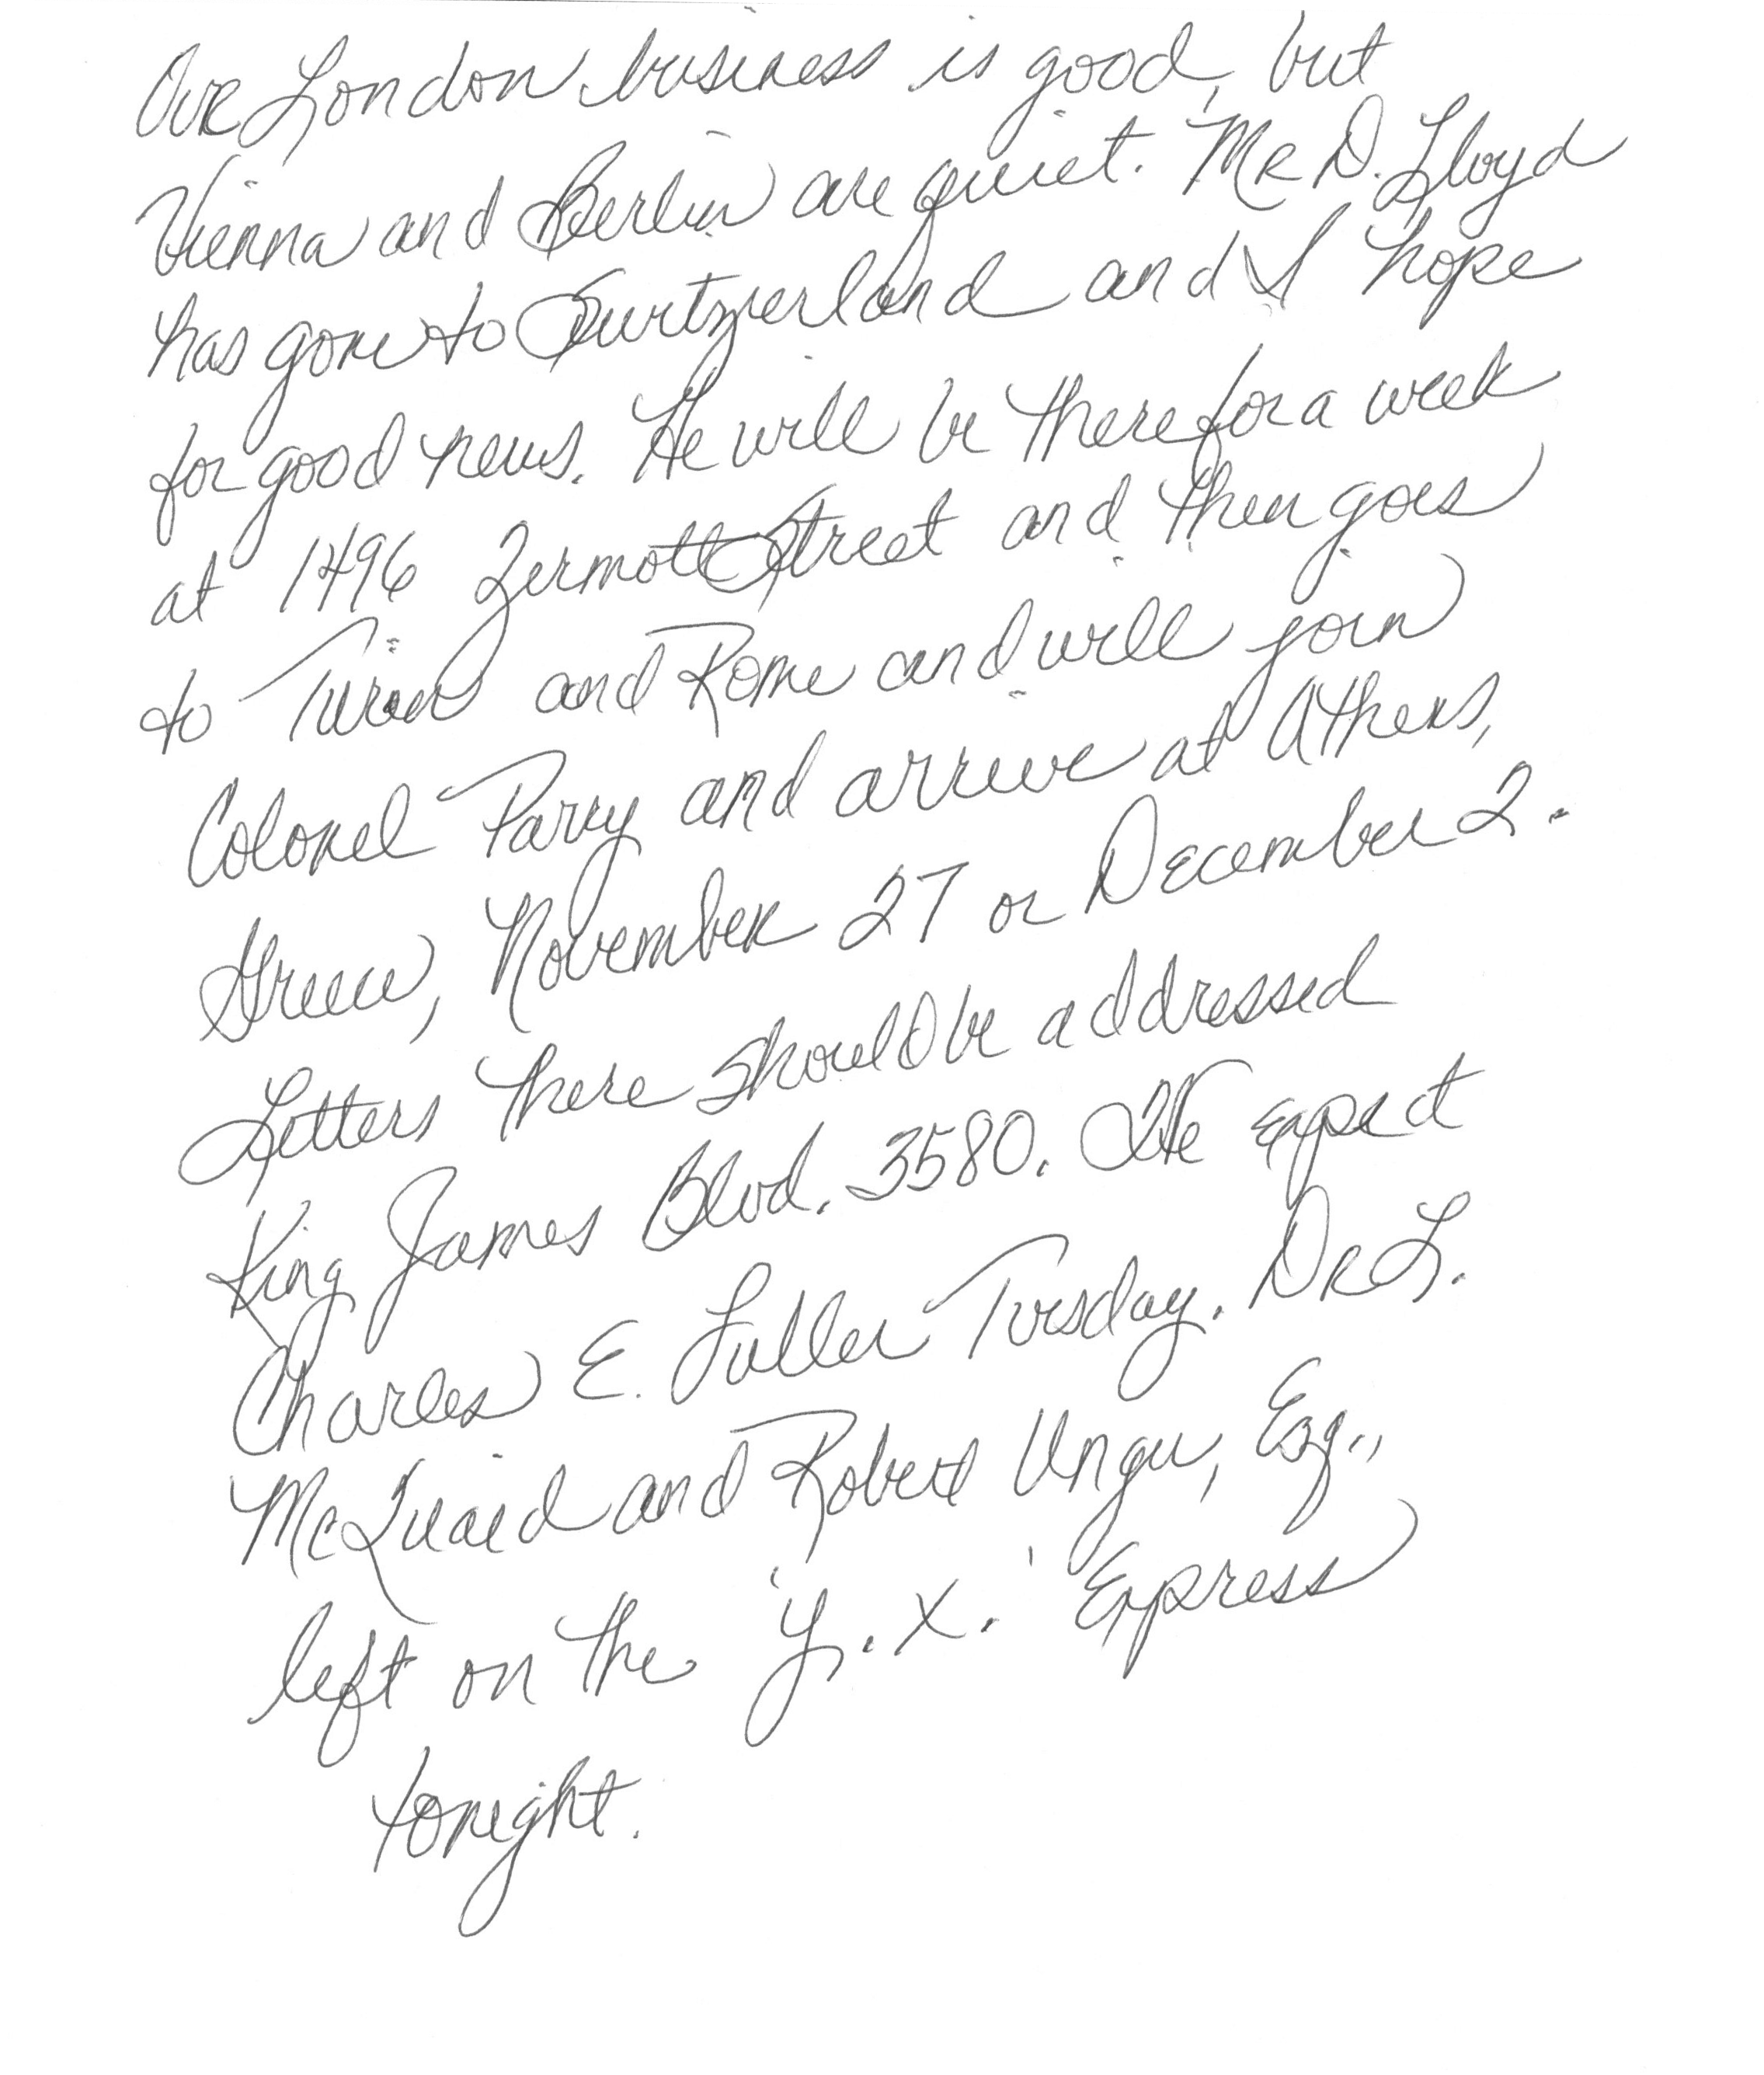 Our London business is good, but
Vienna and Berlin are quiet. Mr D. Lloyd
has gone to Switzerland and I hope
for good news. He will be there for a week
at 1496 Zermott Street and then goes
to Turin and Rome and will join
Colonel Parry and arrive at Athens,
Greece, November 27 or December 2.
Letters there should be addressed
King James Blvd. 3580. We expect
Charles E. Fuller Tuesday. Dr L.
McQuaid and Robert Unger, Esq.,
left on the 'Y. X.' Express
tonight.